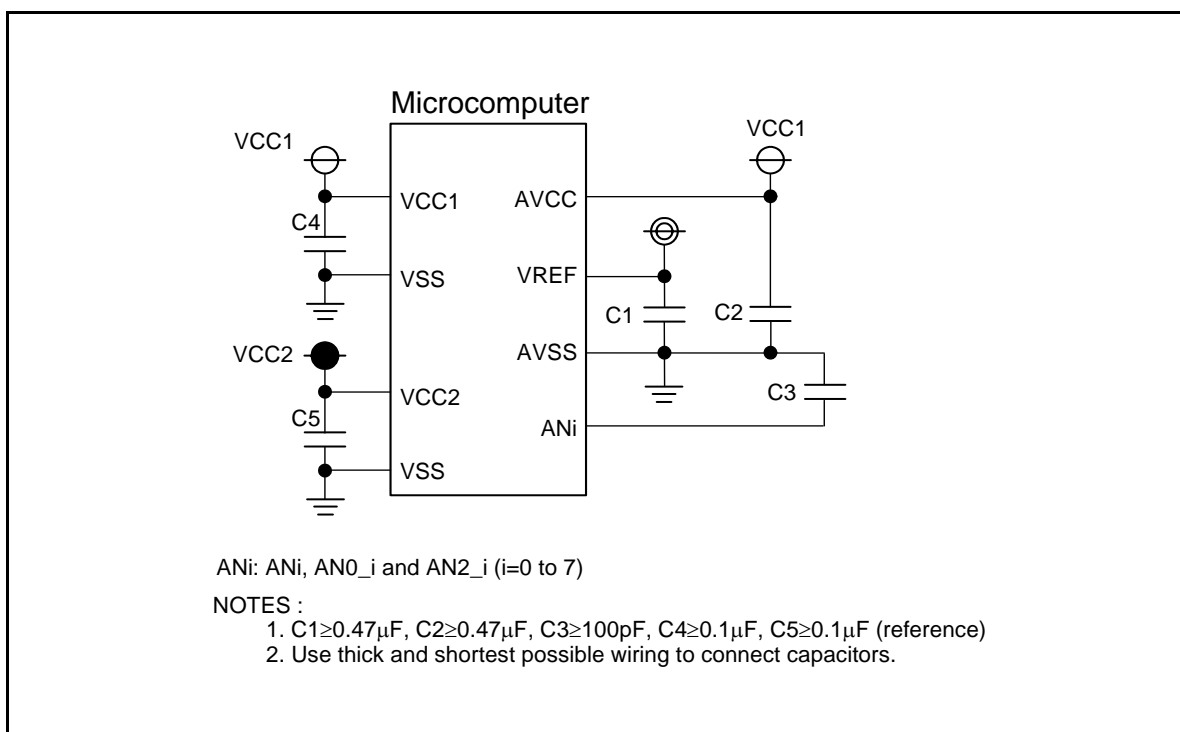 Microcomputer
VCC1
VCC1
VCC1
AVCC
C4
VSS
VREF
C1
C2
VCC2
AVSS
VCC2
C3
C5
ANi
VSS
ANi: ANi, AN0_i and AN2_i (i=0 to 7)
NOTES :
1. C1≥0.47μF, C2≥0.47μF, C3≥100pF, C4≥0.1μF, C5≥0.1μF (reference)
2. Use thick and shortest possible wiring to connect capacitors.